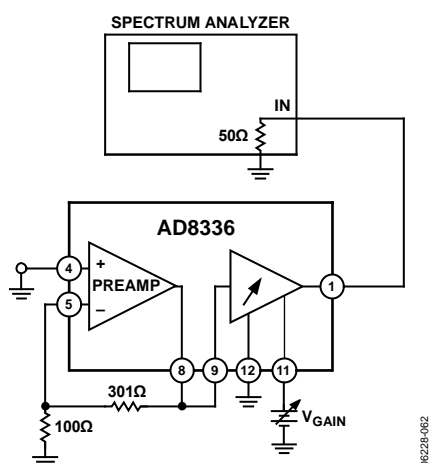 SPECTRUM ANALYZER
IN
50Ω
AD8336
4
+
PREAMP
5
–
1
8
9
12
11
301Ω
100Ω
VGAIN
06228-062